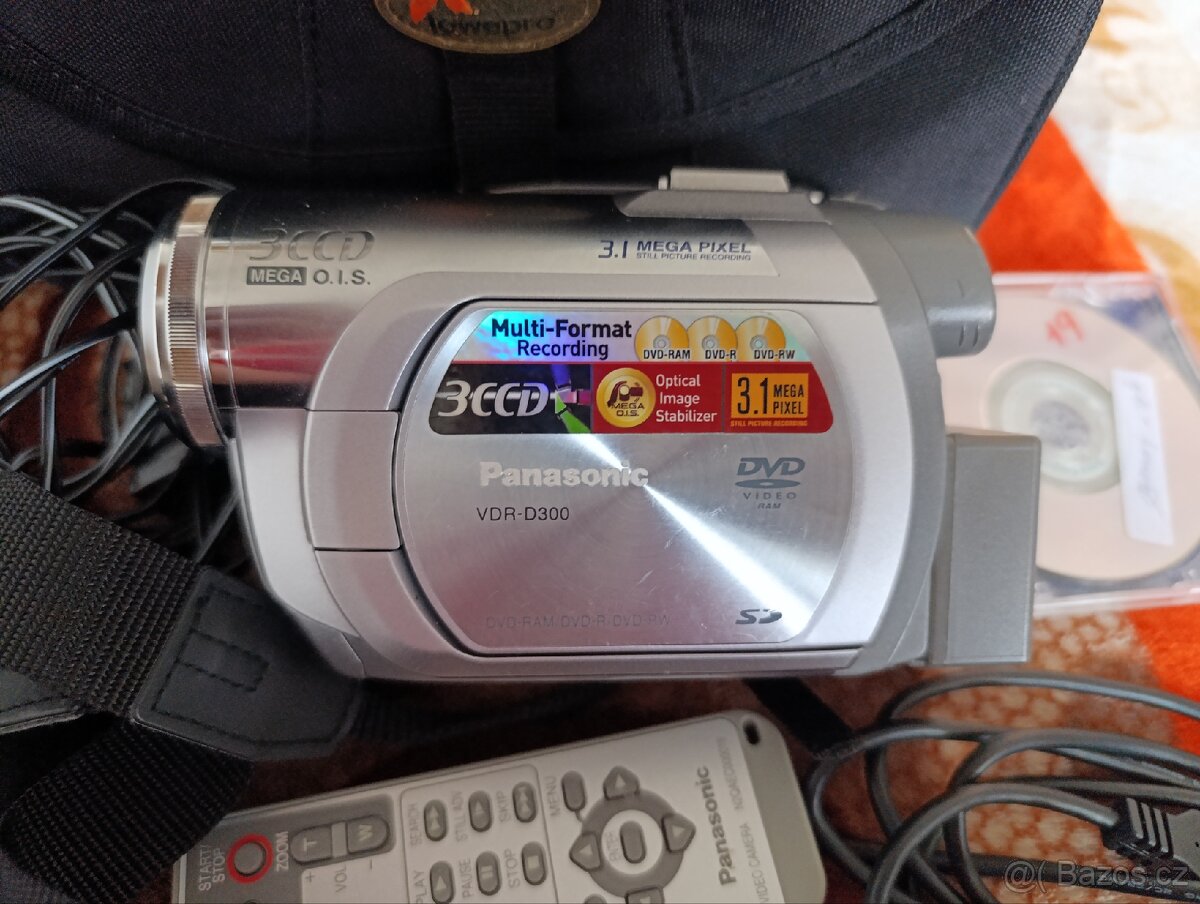 lowepro
3CCD
MEGA O.I.S.
3.1 MEGA PIXEL
STILL PICTURE RECORDING
Multi-Format
Recording
DVD-RAM DVD-R DVD-RW
3CCD
MEGA
O.I.S.
Optical
Image
Stabilizer
3.1 MEGA
PIXEL
STILL PICTURE RECORDING
Panasonic
VDR-D300
DVD
VIDEO
RAM
DVD-RAM/DVD-R/DVD-RW
SD
START/
STOP
ZOOM
T
W
+
VOL
-
SEARCH
STILL ADV
SKIP
MENU
PLAY
PAUSE
STOP
Panasonic
VIDEO CAMERA
@( Bazos.cz